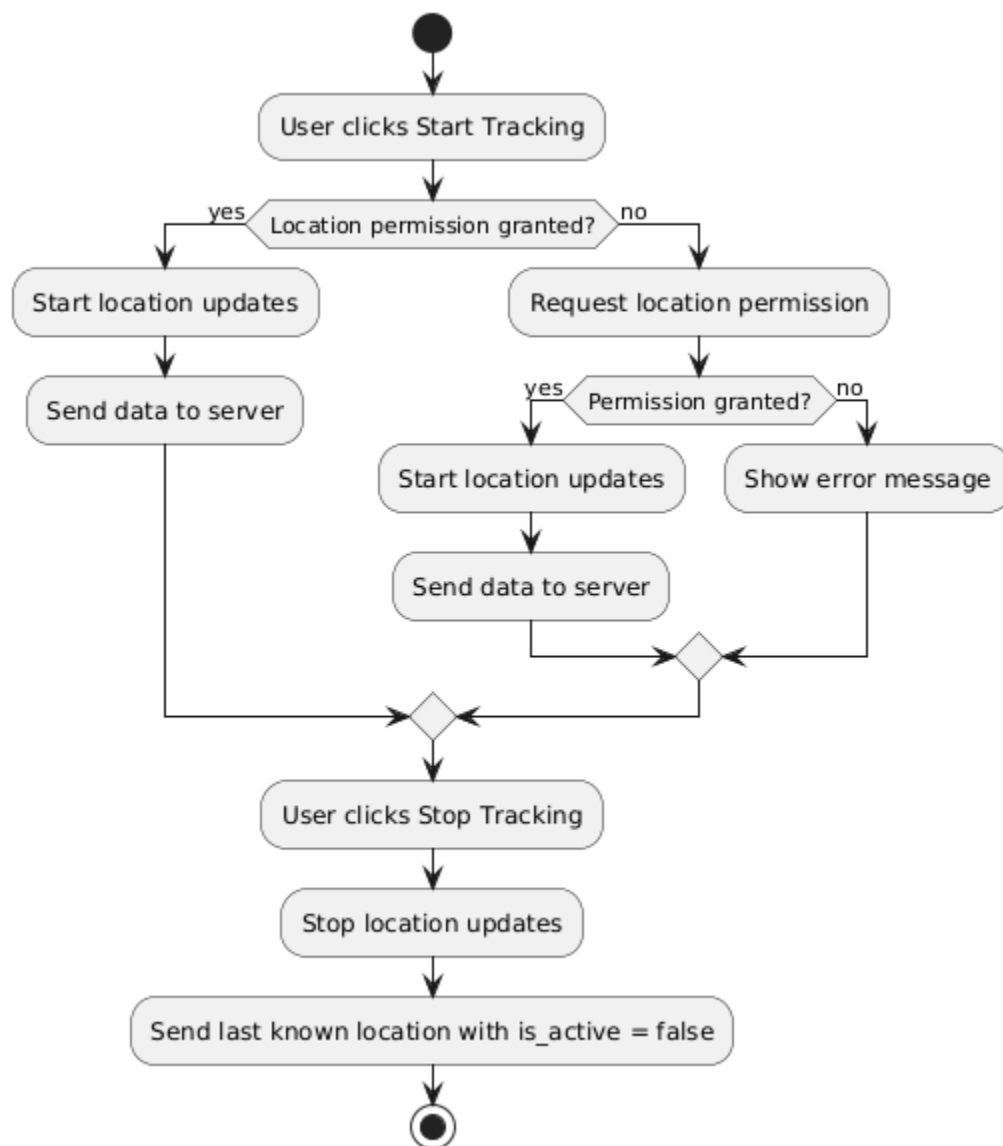 User clicks Start Tracking
yes
Location permission granted?
no
Start location updates
Request location permission
Send data to server
yes
Permission granted?
no
Start location updates
Show error message
Send data to server
User clicks Stop Tracking
Stop location updates
Send last known location with is_active = false